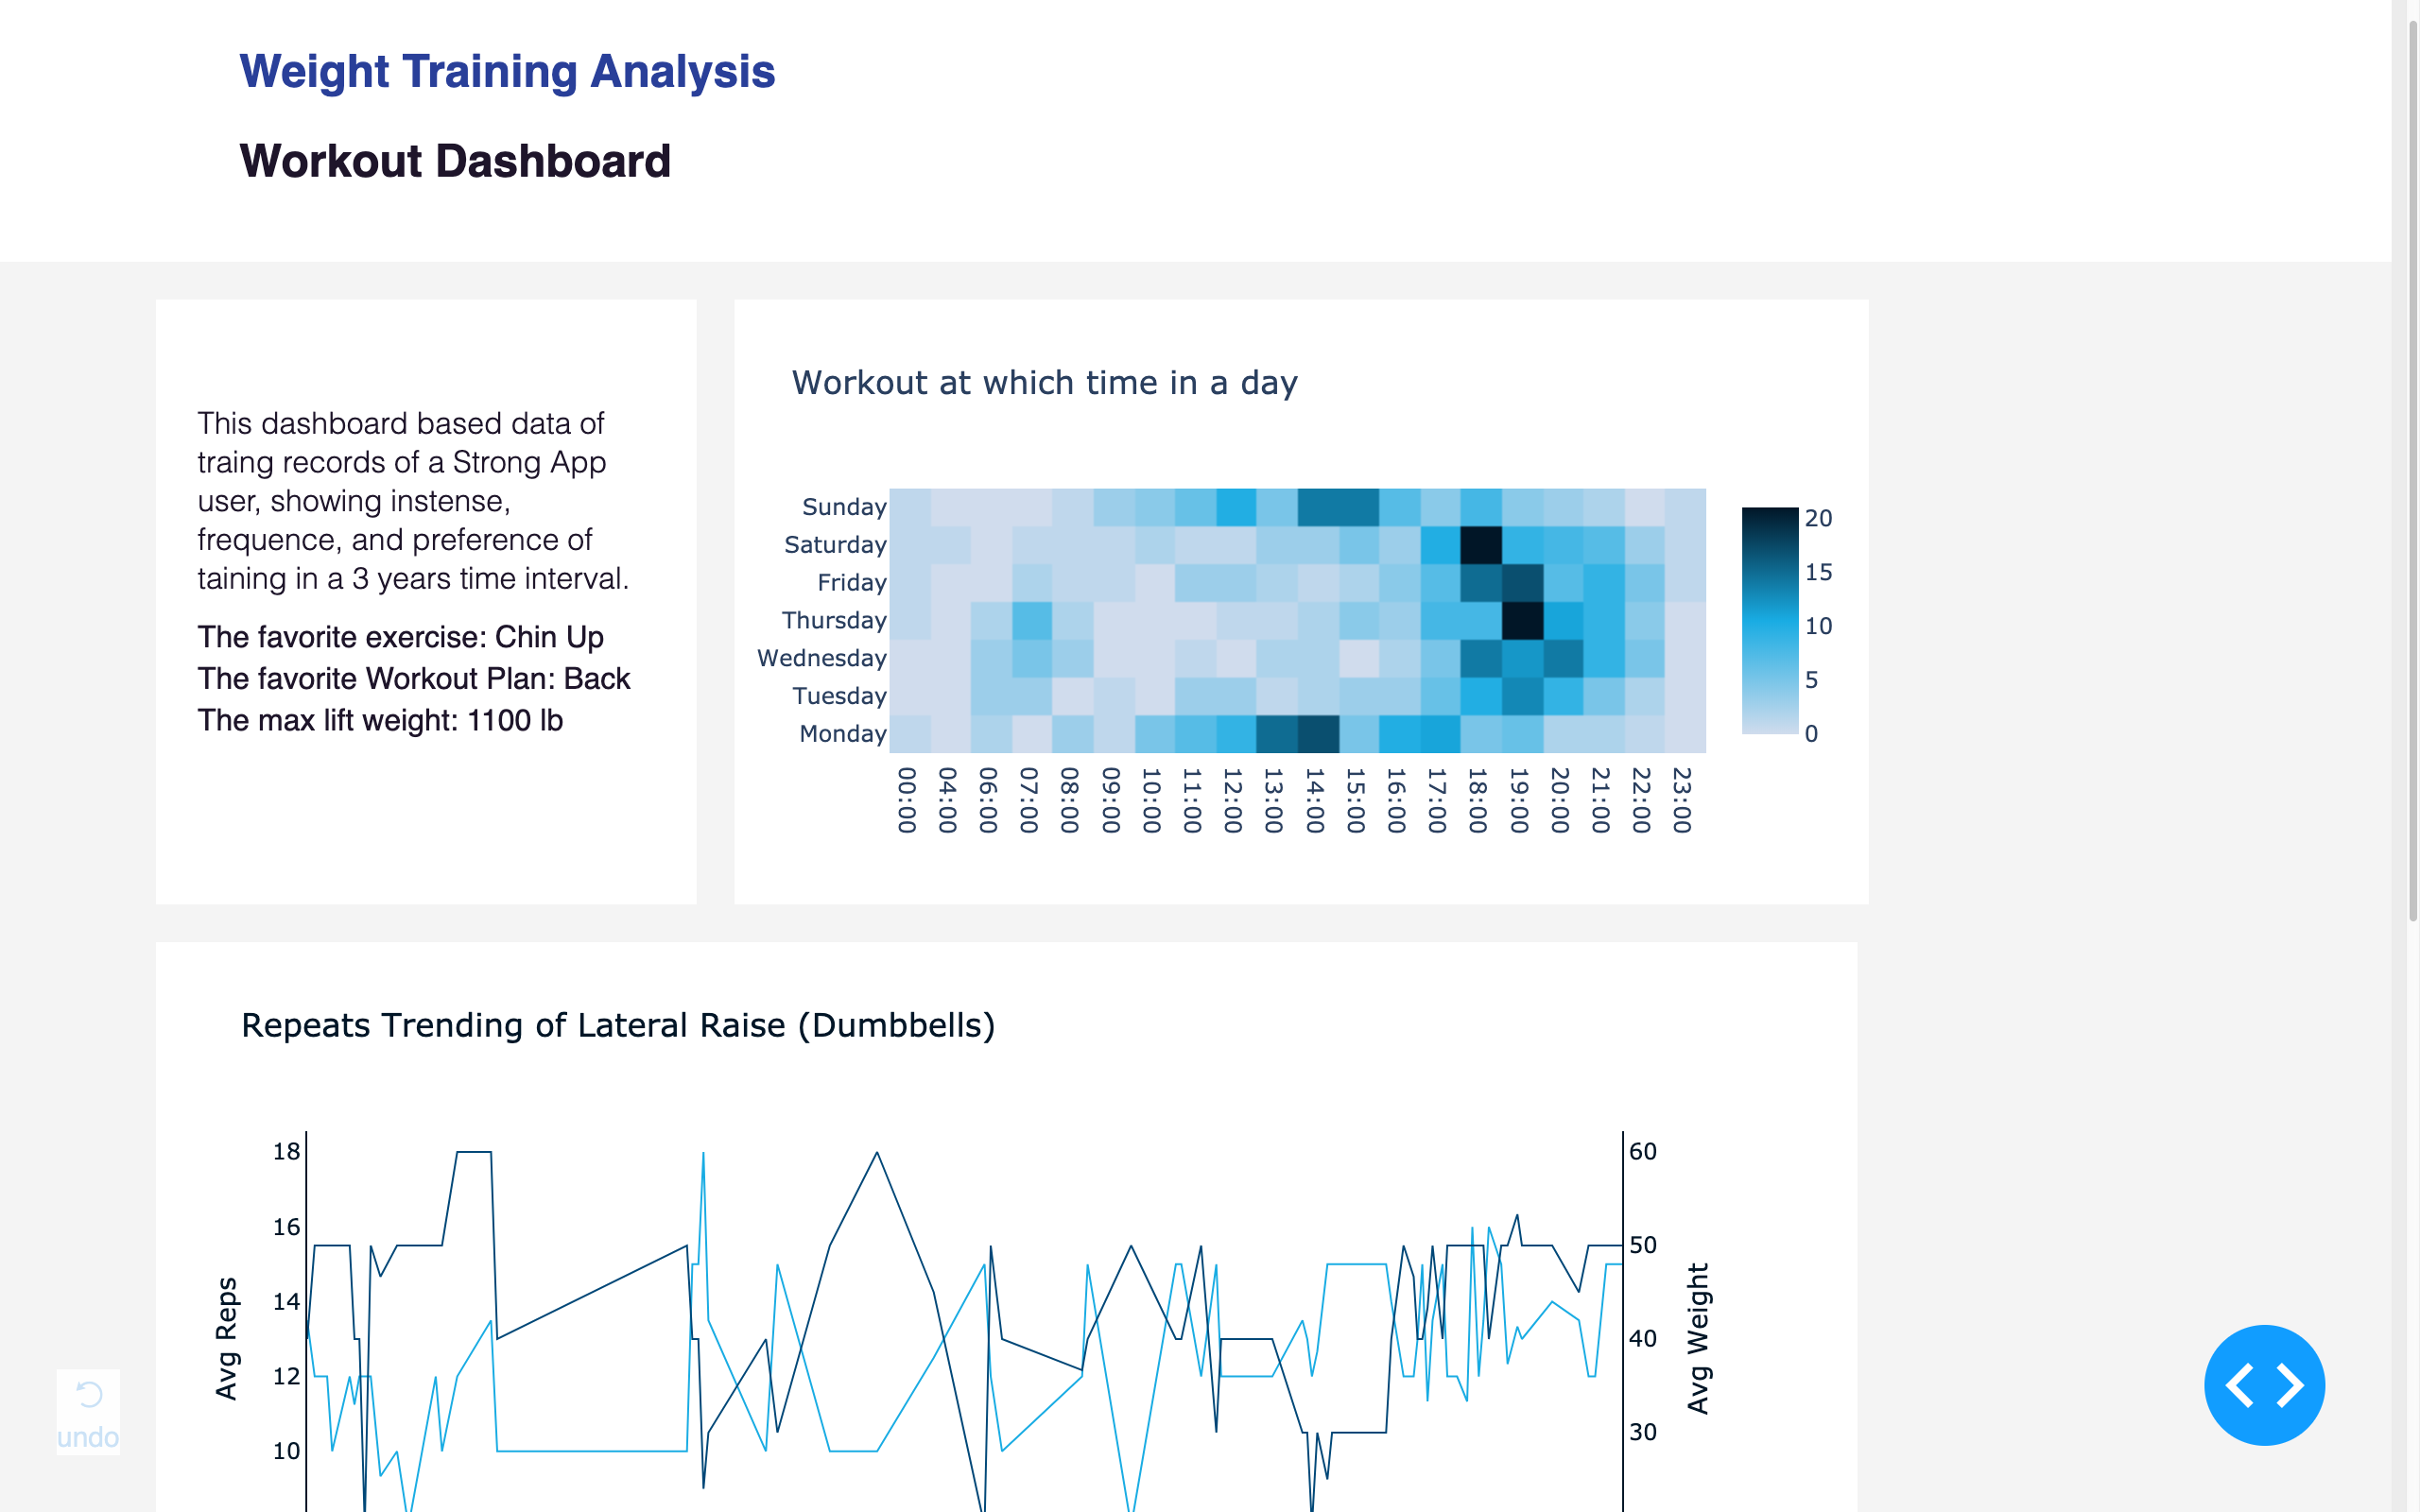 Weight Training Analysis
Workout Dashboard
This dashboard based data of
traing records of a Strong App
user, showing instense,
frequence, and preference of
taining in a 3 years time interval.
The favorite exercise: Chin Up
The favorite Workout Plan: Back
The max lift weight: 1100 lb
Workout at which time in a day
Sunday
Saturday
Friday
Thursday
Wednesday
Tuesday
Monday
00:00 04:00 06:00 07:00 08:00 09:00 10:00 11:00 12:00 13:00 14:00 15:00 16:00 17:00 18:00 19:00 20:00 21:00 22:00 23:00
20
15
10
5
0
Repeats Trending of Lateral Raise (Dumbbells)
18
16
14
12
10
Avg Reps
60
50
40
30
Avg Weight
undo